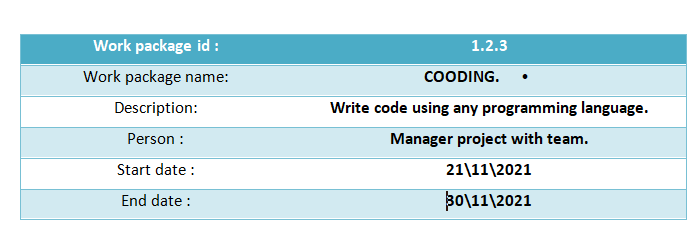 Work package id : 1.2.3
Work package name: COODING. •
Description: Write code using any programming language.
Person : Manager project with team.
Start date : 21\11\2021
End date : 30\11\2021